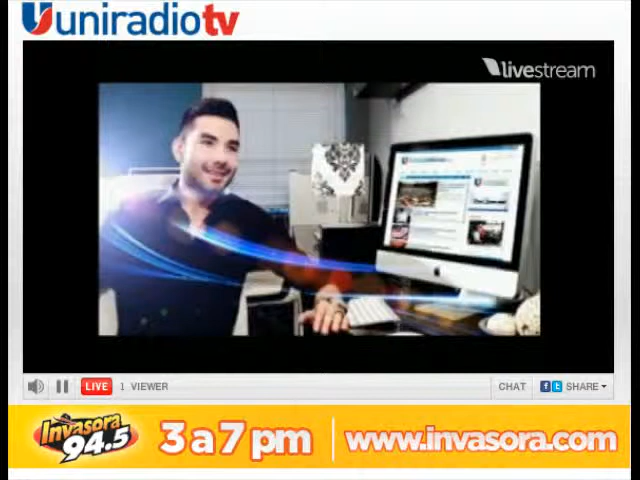 uniradiotv
livestream
LIVE 1 VIEWER CHAT SHARE
Invasora 94.5 3 a 7 pm www.invasora.com